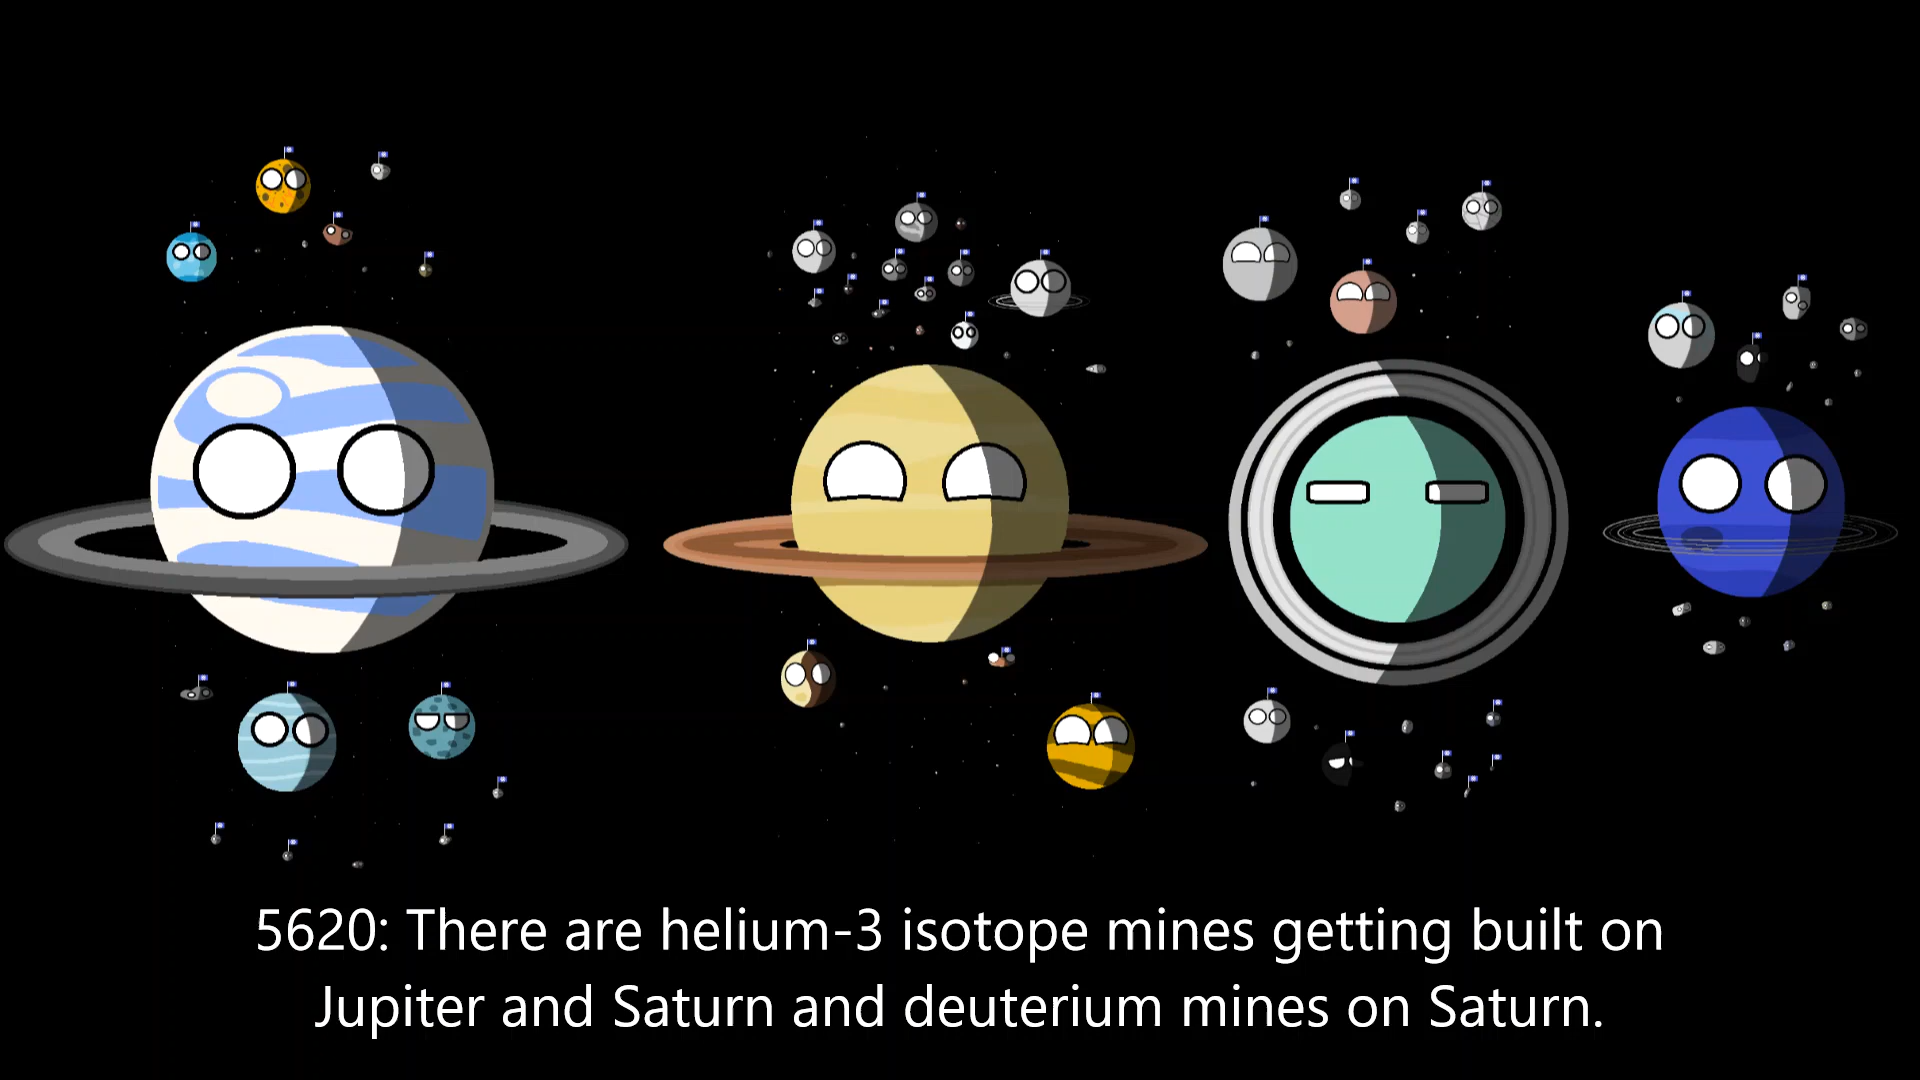 5620: There are helium-3 isotope mines getting built on
Jupiter and Saturn and deuterium mines on Saturn.